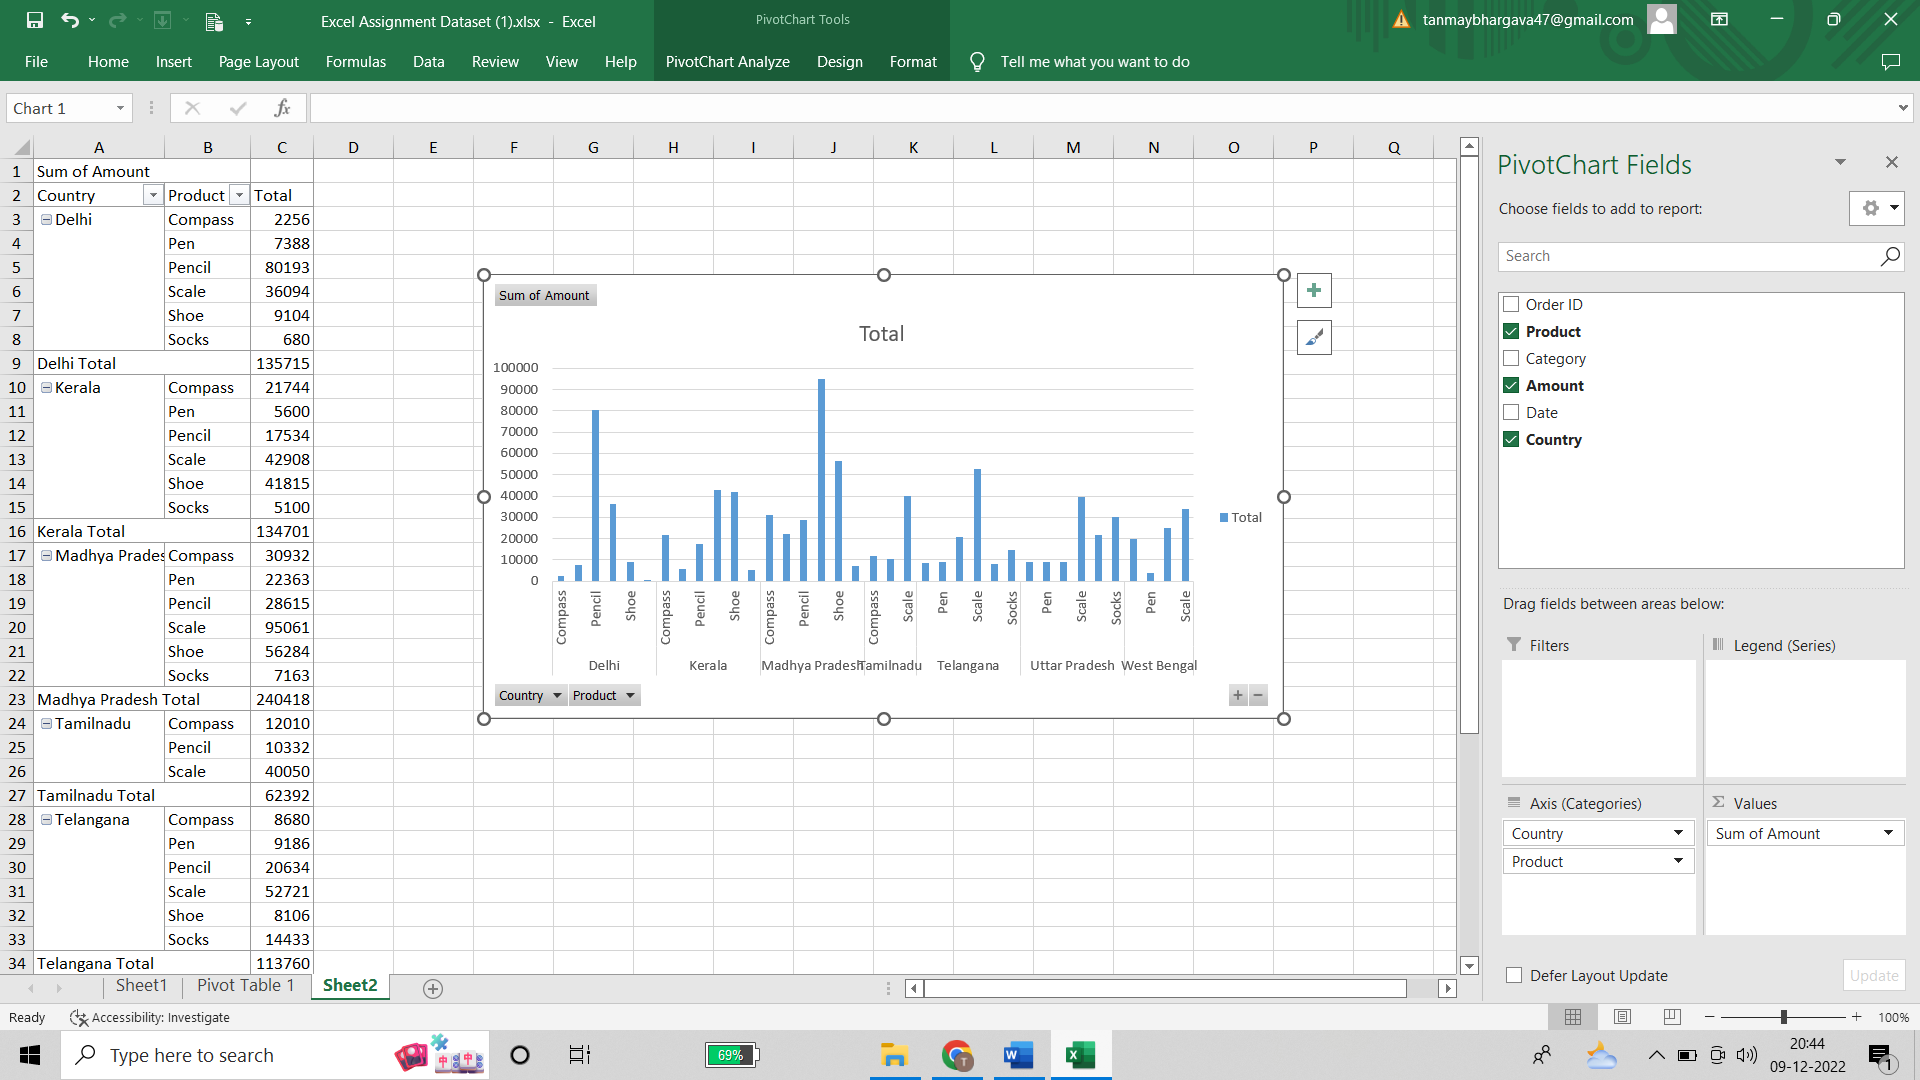 Excel Assignment Dataset (1).xlsx - Excel
PivotChart Tools
tanmaybhargava47@gmail.com
File Home Insert Page Layout Formulas Data Review View Help PivotChart Analyze Design Format Tell me what you want to do
Chart 1 fx
A B C D E F G H I J K L M N O P Q
1 Sum of Amount
2 Country Product Total
3 Delhi Compass 2256
4 Pen 7388
5 Pencil 80193
6 Scale 36094
7 Shoe 9104
8 Socks 680
9 Delhi Total 135715
10 Kerala Compass 21744
11 Pen 5600
12 Pencil 17534
13 Scale 42908
14 Shoe 41815
15 Socks 5100
16 Kerala Total 134701
17 Madhya Prades Compass 30932
18 Pen 22363
19 Pencil 28615
20 Scale 95061
21 Shoe 56284
22 Socks 7163
23 Madhya Pradesh Total 240418
24 Tamilnadu Compass 12010
25 Pencil 10332
26 Scale 40050
27 Tamilnadu Total 62392
28 Telangana Compass 8680
29 Pen 9186
30 Pencil 20634
31 Scale 52721
32 Shoe 8106
33 Socks 14433
34 Telangana Total 113760
Sum of Amount
Total
100000
90000
80000
70000
60000
50000
40000
30000
20000
10000
0
Total
Compass Pencil Shoe Compass Pencil Shoe Compass Pencil Shoe Compass Scale Pen Scale Socks Pen Scale Socks Pen Scale
Delhi Kerala Madhya Pradesh Tamilnadu Telangana Uttar Pradesh West Bengal
Country Product
PivotChart Fields
Choose fields to add to report:
Search
Order ID
Product
Category
Amount
Date
Country
Drag fields between areas below:
Filters Legend (Series)
Axis (Categories) Values
Country Sum of Amount
Product
Defer Layout Update Update
Sheet1 Pivot Table 1 Sheet2
Ready Accessibility: Investigate 100%
Type here to search
69%
20:44
09-12-2022
1